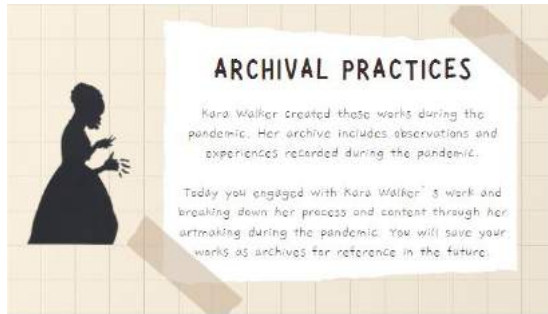 ARCHIVAL PRACTICES
Kara Walker created these works during the
pandemic. Her archive includes observations and
experiences recorded during the pandemic.
Today you engaged with Kara Walker' s work and
breaking down her process and content through her
artmaking during the pandemic. You will save your
works as archives for reference in the future.